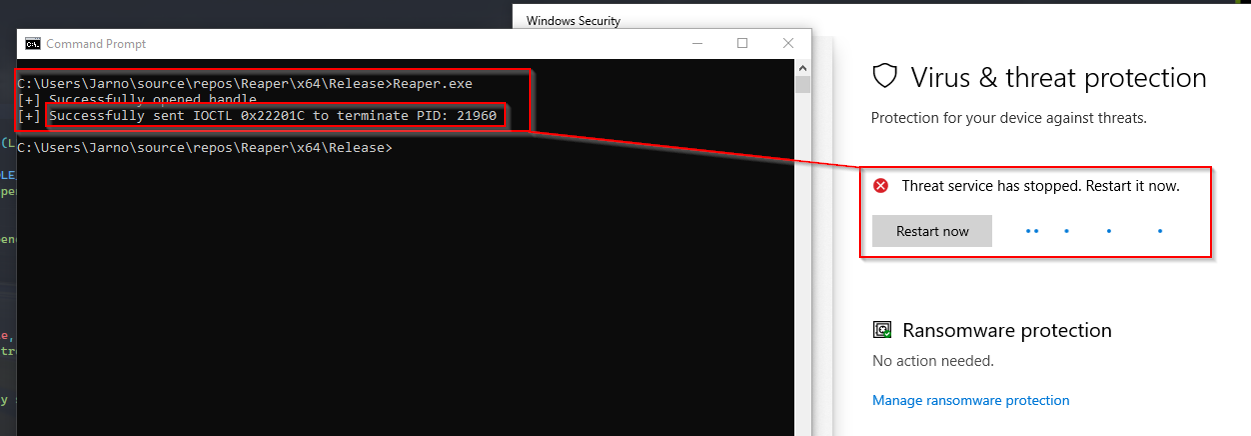 Windows Security
Command Prompt
C:\Users\Jarno\source\repos\Reaper\x64\Release>Reaper.exe
[+] Successfully opened handle
[+] Successfully sent IOCTL 0x22201C to terminate PID: 21960
C:\Users\Jarno\source\repos\Reaper\x64\Release>
Virus & threat protection
Protection for your device against threats.
Threat service has stopped. Restart it now.
Restart now
Ransomware protection
No action needed.
Manage ransomware protection